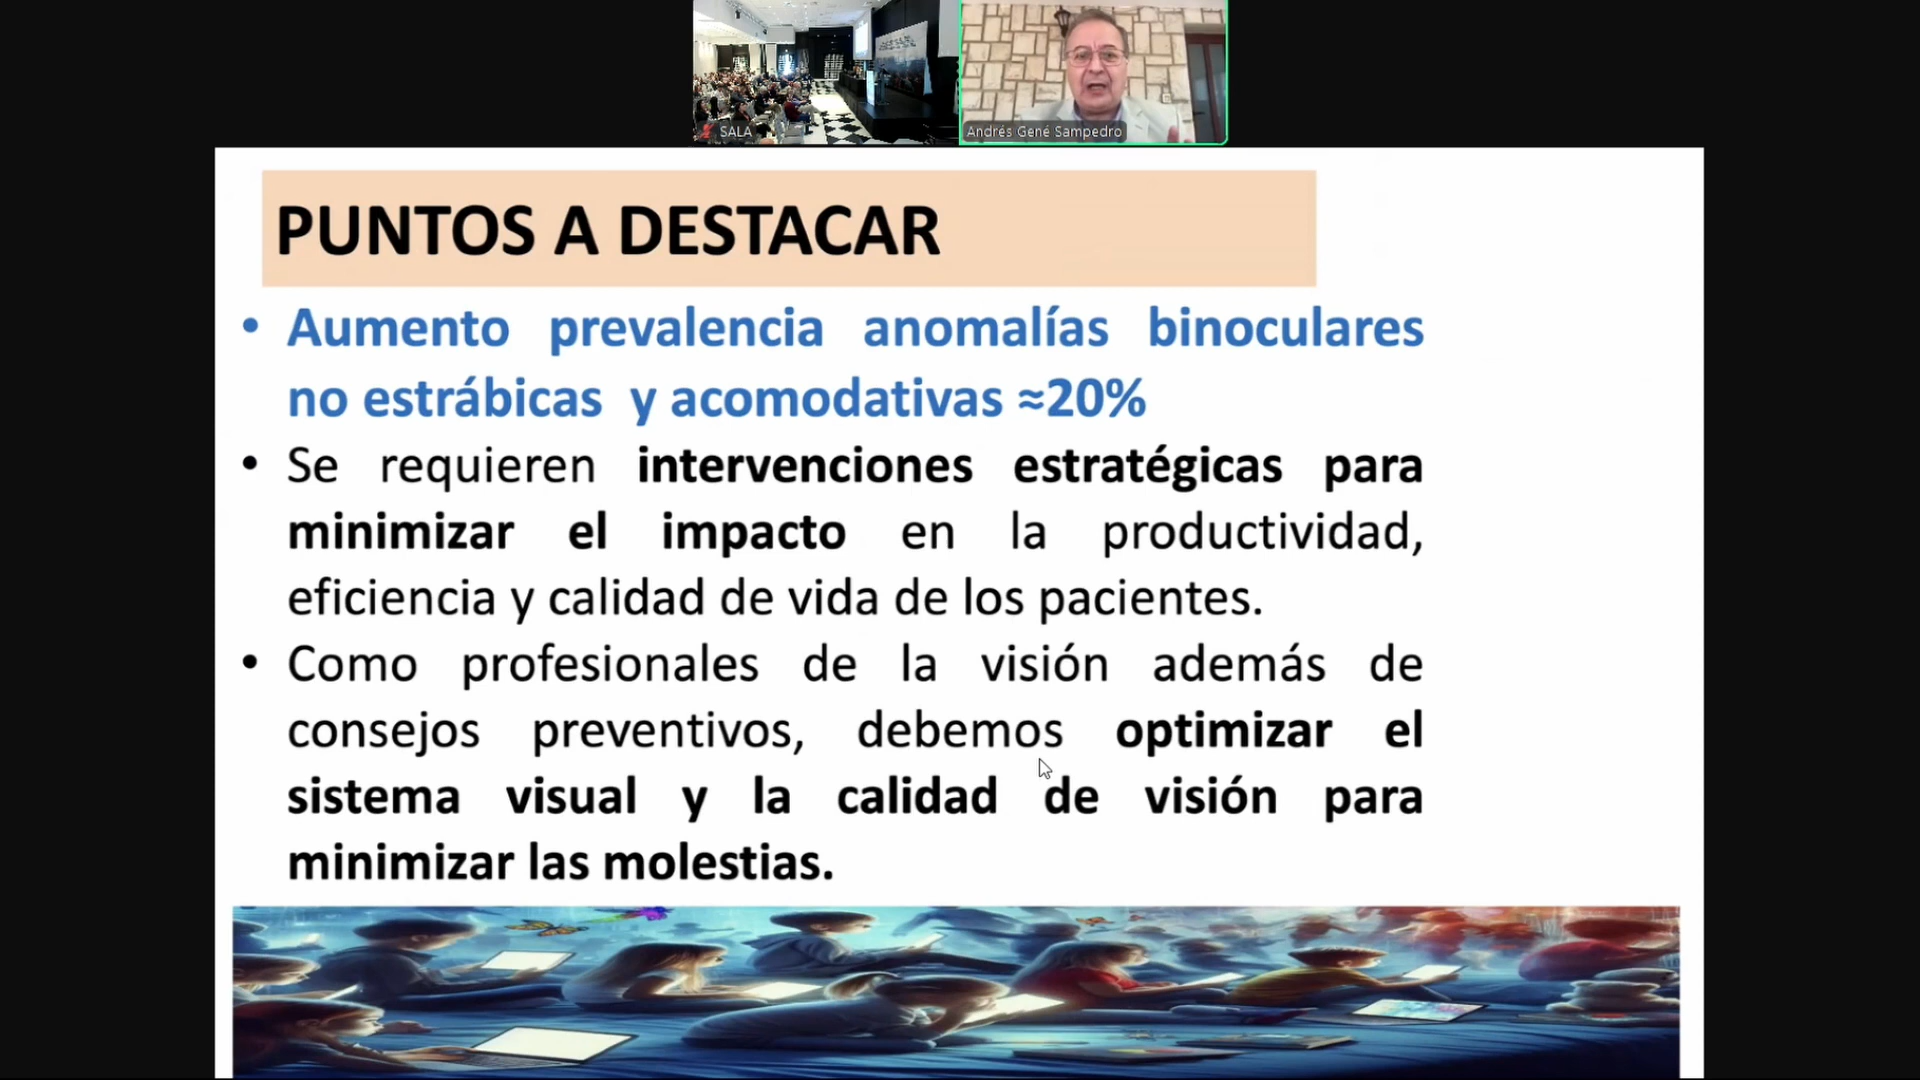 SALA
Andrés Gené Sampedro
PUNTOS A DESTACAR
• Aumento prevalencia anomalías binoculares
no estrábicas y acomodativas ≈20%
• Se requieren intervenciones estratégicas para
minimizar el impacto en la productividad,
eficiencia y calidad de vida de los pacientes.
• Como profesionales de la visión además de
consejos preventivos, debemos optimizar el
sistema visual y la calidad de visión para
minimizar las molestias.